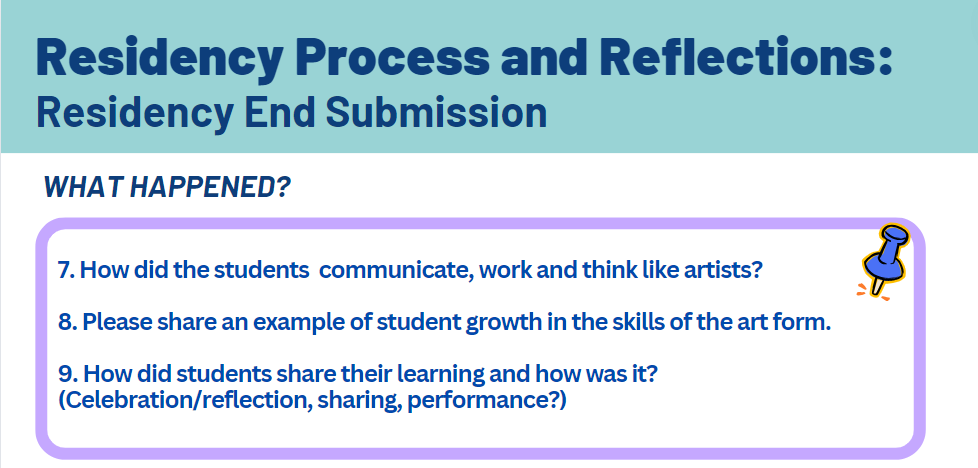 Residency Process and Reflections:
Residency End Submission
WHAT HAPPENED?
7. How did the students  communicate, work and think like artists?
8. Please share an example of student growth in the skills of the art form.
9. How did students share their learning and how was it?
(Celebration/reflection, sharing, performance?)